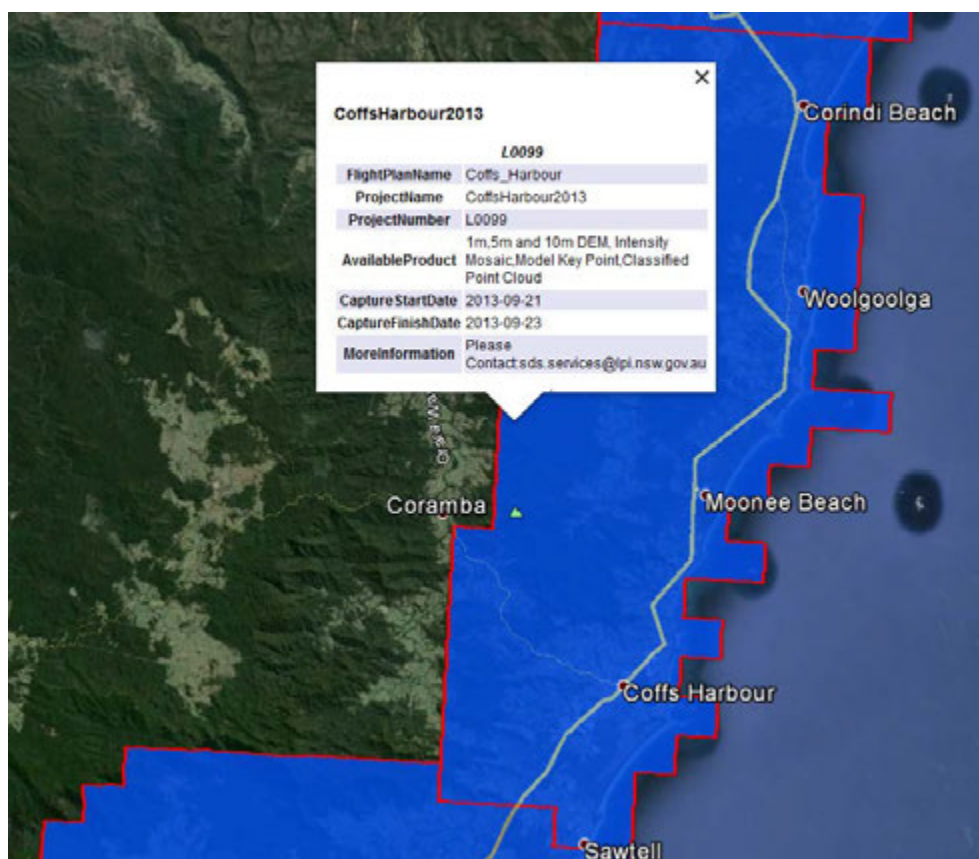 CoffsHarbour2013
L0099
FlightPlanName Coffs_Harbour
ProjectName CoffsHarbour2013
ProjectNumber L0099
AvailableProduct 1m,5m and 10m DEM, Intensity
Mosaic,Model Key Point,Classified
Point Cloud
CaptureStartDate 2013-09-21
CaptureFinishDate 2013-09-23
MoreInformation Please
Contact:sds.services@lpi.nsw.gov.au
Corindi Beach
Woolgoolga
Coramba
Moonee Beach
Coffs Harbour
Sawtell